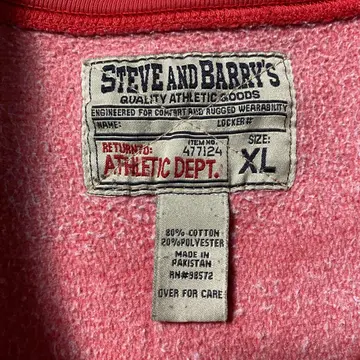 STEVE AND BARRY'S
QUALITY ATHLETIC GOODS
ENGINEERED FOR COMFORT AND RUGGED WEARABILITY
NAME: LOCKER#
RETURN TO: ITEM NO. SIZE:
477124 XL
ATHLETIC DEPT.
80% COTTON
20%POLYESTER
MADE IN
PAKISTAN
RN#98572
OVER FOR CARE